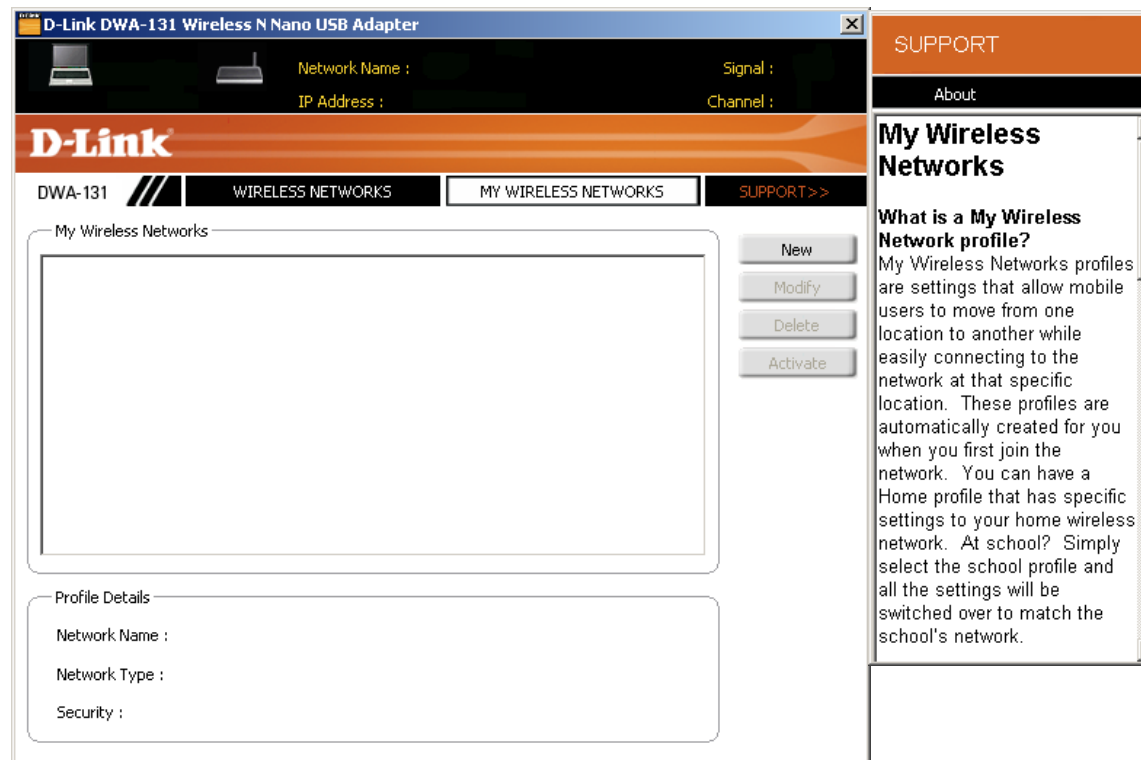 D-Link DWA-131 Wireless N Nano USB Adapter
Network Name :
Signal :
IP Address :
Channel :
D-Link
DWA-131
WIRELESS NETWORKS
MY WIRELESS NETWORKS
SUPPORT>>
My Wireless Networks
New
Modify
Delete
Activate
Profile Details
Network Name :
Network Type :
Security :
SUPPORT
About
My Wireless
Networks
What is a My Wireless
Network profile?
My Wireless Networks profiles
are settings that allow mobile
users to move from one
location to another while
easily connecting to the
network at that specific
location.  These profiles are
automatically created for you
when you first join the
network.  You can have a
Home profile that has specific
settings to your home wireless
network.  At school?  Simply
select the school profile and
all the settings will be
switched over to match the
school's network.